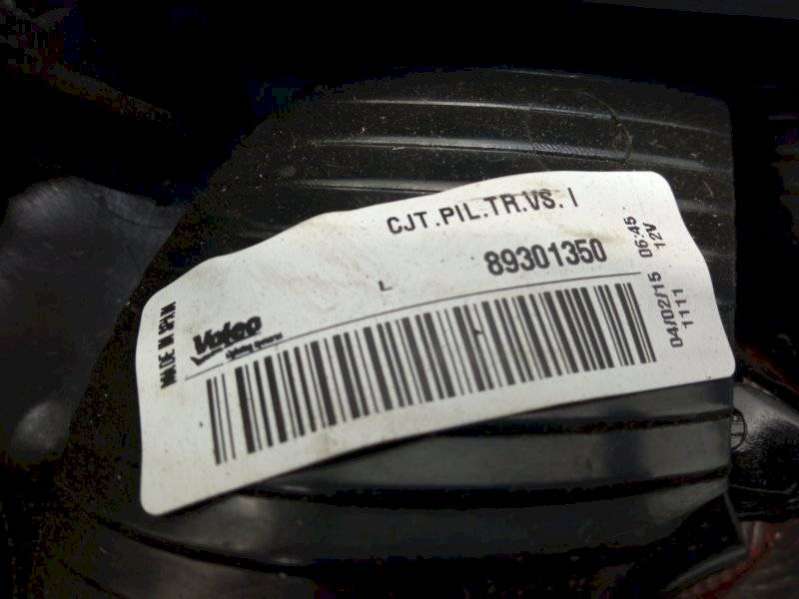 CJT.PIL.TR.VS. I
89301350
L
MADE IN SPAIN
Valeo
04/02/15 06:45
1111 12V